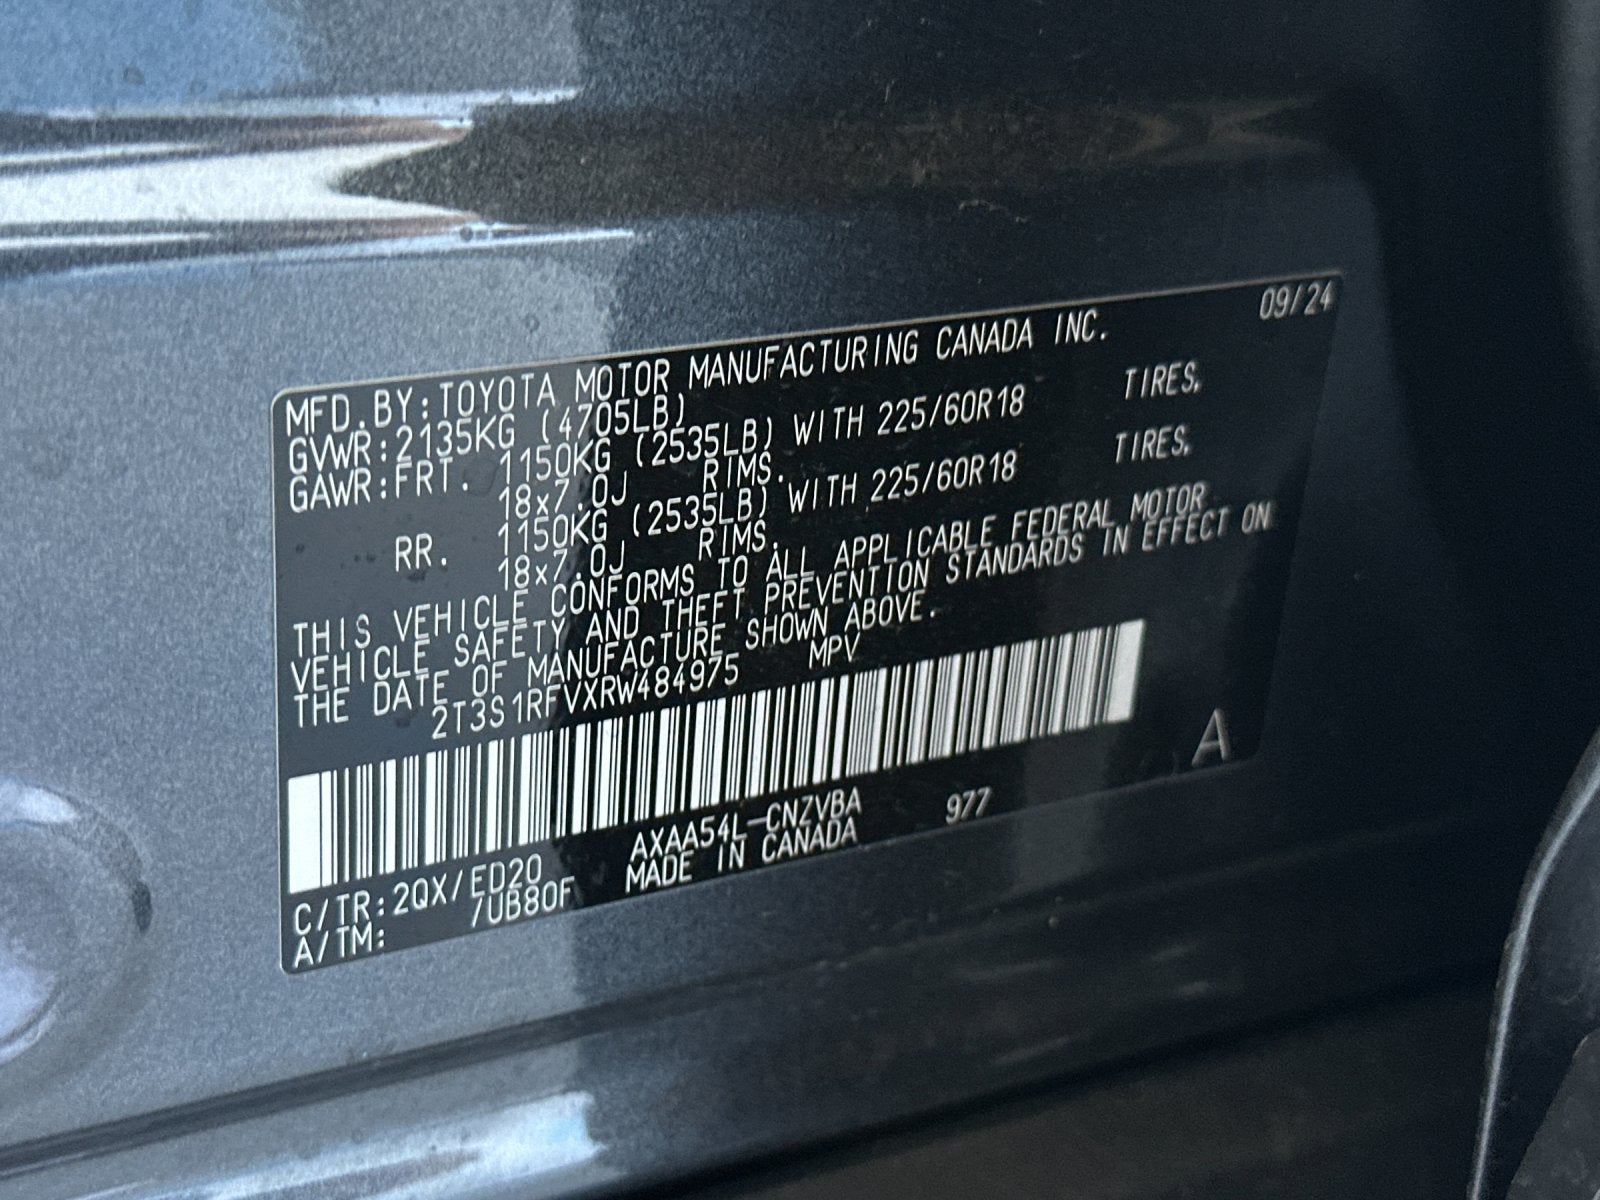 09/24
MFD.BY:TOYOTA MOTOR MANUFACTURING CANADA INC.
GVWR:2135KG (4705LB)
GAWR:FRT. 1150KG (2535LB) WITH 225/60R18 TIRES,
18x7.0J RIMS.
RR. 1150KG (2535LB) WITH 225/60R18 TIRES,
18x7.0J RIMS.
THIS VEHICLE CONFORMS TO ALL APPLICABLE FEDERAL MOTOR
VEHICLE SAFETY AND THEFT PREVENTION STANDARDS IN EFFECT ON
THE DATE OF MANUFACTURE SHOWN ABOVE.
2T3S1RFVXRW484975 MPV
A
C/TR:2QX/ED20 AXAA54L-CNZVBA 977
A/TM: /UB80F MADE IN CANADA